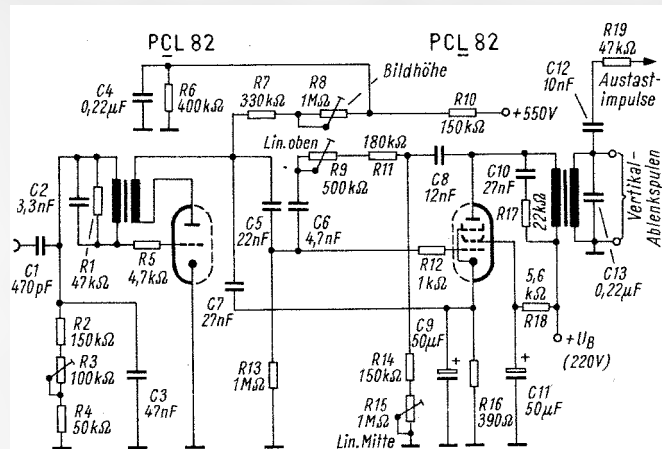 PCL 82
PCL 82
R19
47kΩ
C12
10nF
Austast-
impulse
C4
0,22µF
R6
400kΩ
R7
330kΩ
R8
1MΩ
Bildhöhe
R10
150kΩ
+550V
Lin. oben
R9
500kΩ
180kΩ
R11
C8
12nF
C10
27nF
R17
22kΩ
Vertikal-
Ablenkspulen
C2
3,3nF
C1
470pF
R1
47kΩ
R5
4,7kΩ
C5
22nF
C6
4,7nF
R12
1kΩ
C13
0,22µF
C7
27nF
5,6
kΩ
R18
+UB
(220V)
R2
150kΩ
R3
100kΩ
R4
50kΩ
C3
47nF
R13
1MΩ
C9
50µF
+
R14
150kΩ
R15
1MΩ
Lin. Mitte
R16
390Ω
+
C11
50µF